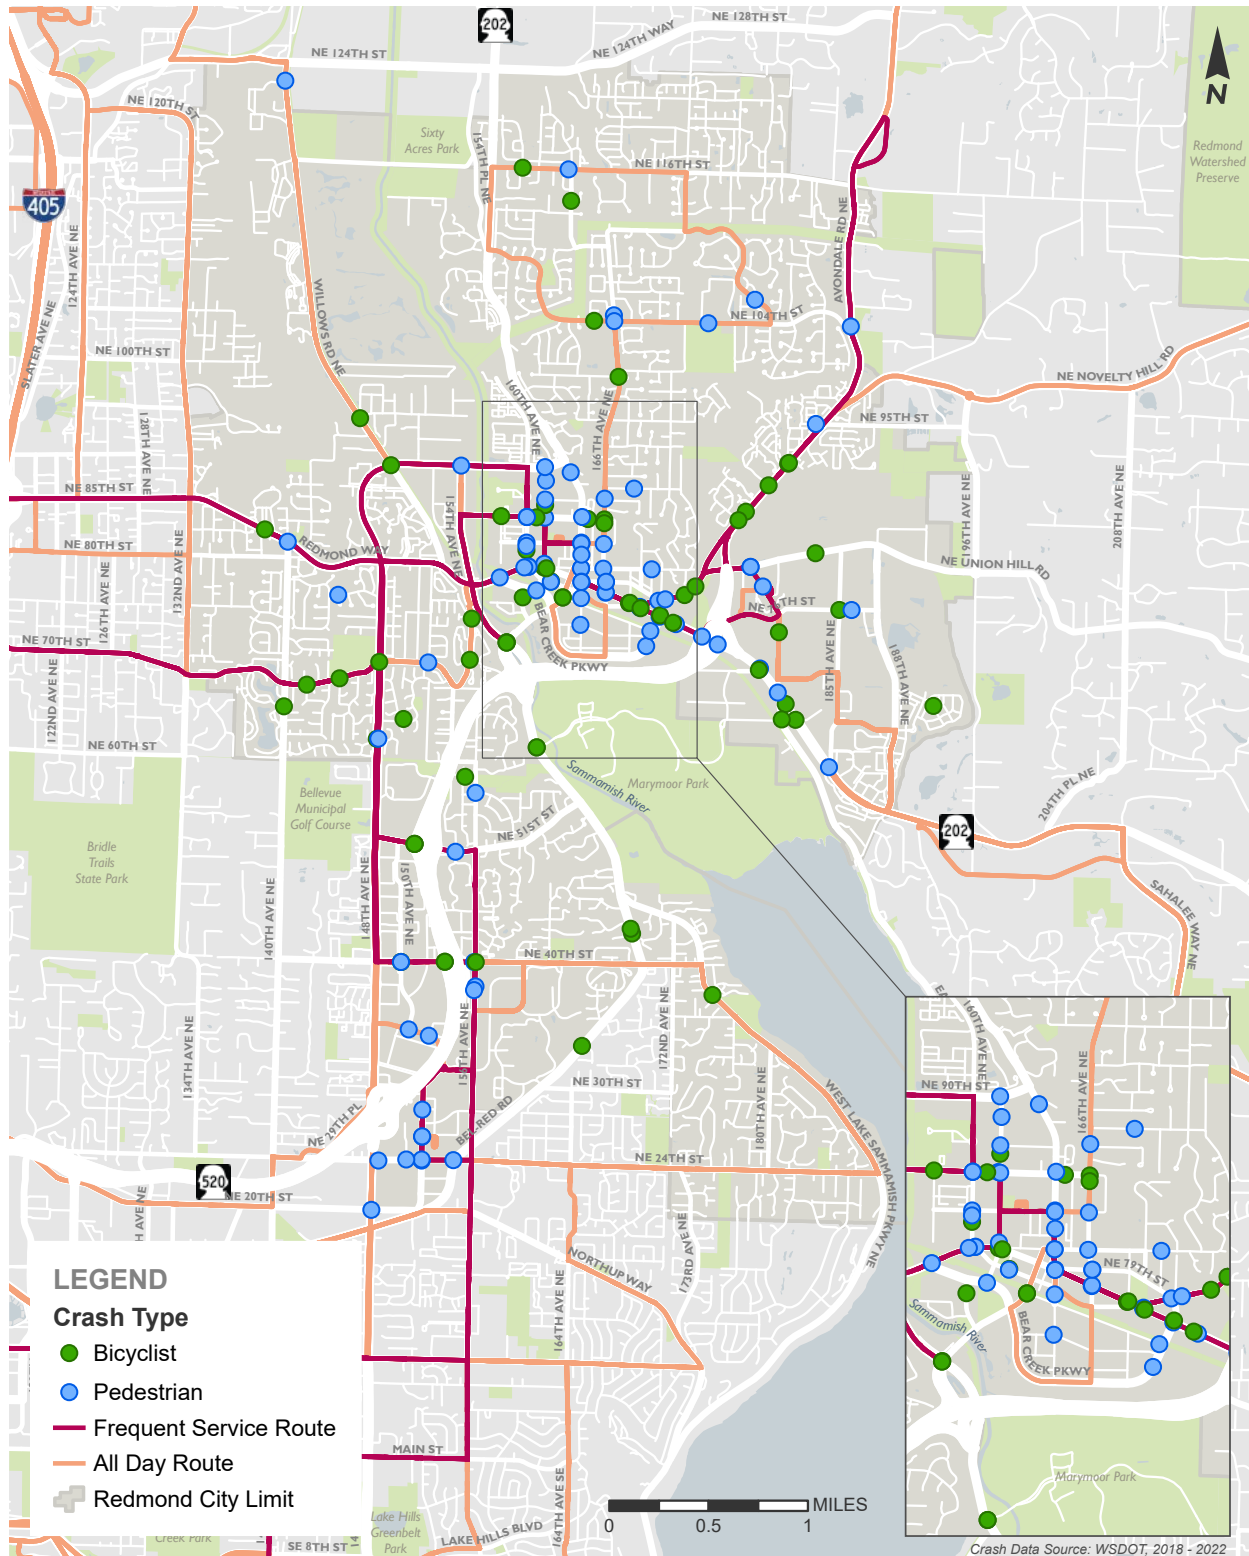 202
NE 128TH ST
NE 124TH WAY
NE 124TH ST
N
NE 120TH ST
Sixty
Acres Park
154TH PL NE
NE 116TH ST
Redmond
Watershed
Preserve
405
AVONDALE RD NE
124TH AVE NE
WILLOWS RD NE
NE 104TH ST
SLATER AVE NE
NE 100TH ST
NE NOVELTY HILL RD
160TH AVE NE
166TH AVE NE
128TH AVE NE
NE 95TH ST
NE 85TH ST
154TH AVE NE
196TH AVE NE
208TH AVE NE
NE 80TH ST
REDMOND WAY
132ND AVE NE
126TH AVE NE
NE UNION HILL RD
TH ST
BEAR CREEK PKWY
NE 70TH ST
122ND AVE NE
185TH AVE NE
188TH AVE NE
NE 60TH ST
Sammamish River
Marymoor Park
Bellevue
Municipal
Golf Course
204TH PL NE
NE 51ST ST
202
Bridle
Trails
State Park
148TH AVE NE
150TH AVE NE
140TH AVE NE
SAHALEE WAY NE
NE 40TH ST
160TH AVE NE
172ND AVE NE
134TH AVE NE
NE 30TH ST
NE 90TH ST
166TH AVE NE
BEL-RED RD
NE 29TH PL
180TH AVE NE
WEST LAKE SAMMAMISH PKWY NE
NE 24TH ST
520
NE 20TH ST
AVE NE
173RD AVE NE
NORTHUP WAY
164TH AVE NE
NE 79TH ST
Sammamish River
BEAR CREEK PKWY
Marymoor Park
LEGEND
Crash Type
Bicyclist
Pedestrian
Frequent Service Route
All Day Route
Redmond City Limit
MAIN ST
164TH AVE SE
Lake Hills
Greenbelt
Park
LAKE HILLS BLVD
Creek Park
SE 8TH ST
MILES
0 0.5 1
Crash Data Source: WSDOT, 2018 - 2022